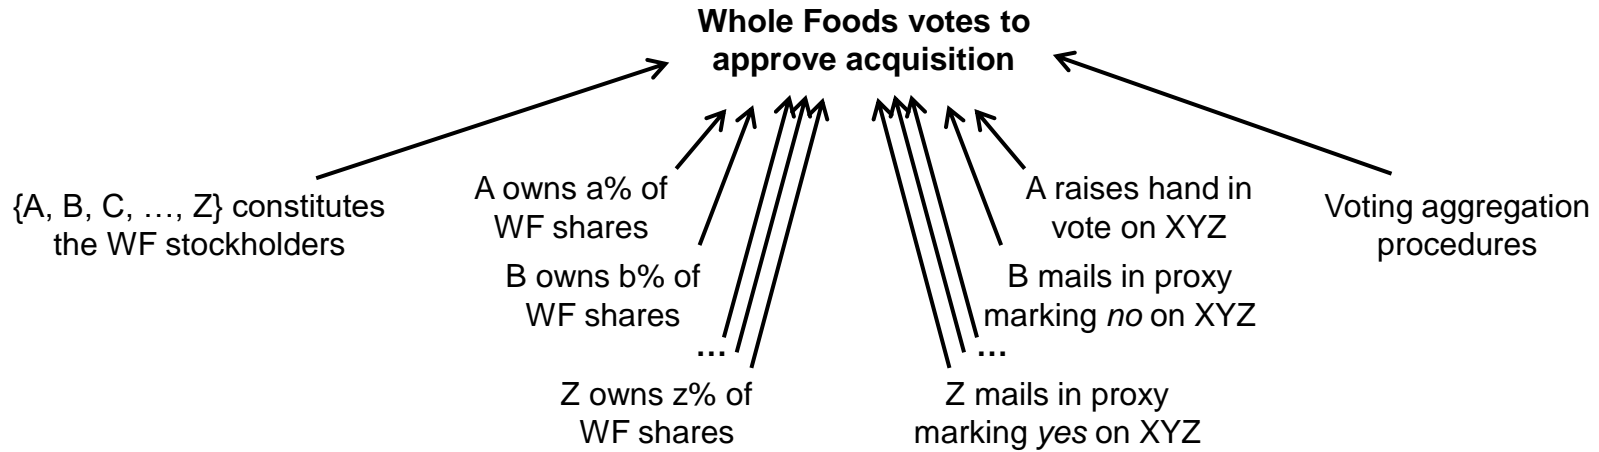 Whole Foods votes to
approve acquisition
{A, B, C, …, Z} constitutes
the WF stockholders
A owns a% of
WF shares
B owns b% of
WF shares
…
Z owns z% of
WF shares
A raises hand in
vote on XYZ
B mails in proxy
marking no on XYZ
…
Z mails in proxy
marking yes on XYZ
Voting aggregation
procedures